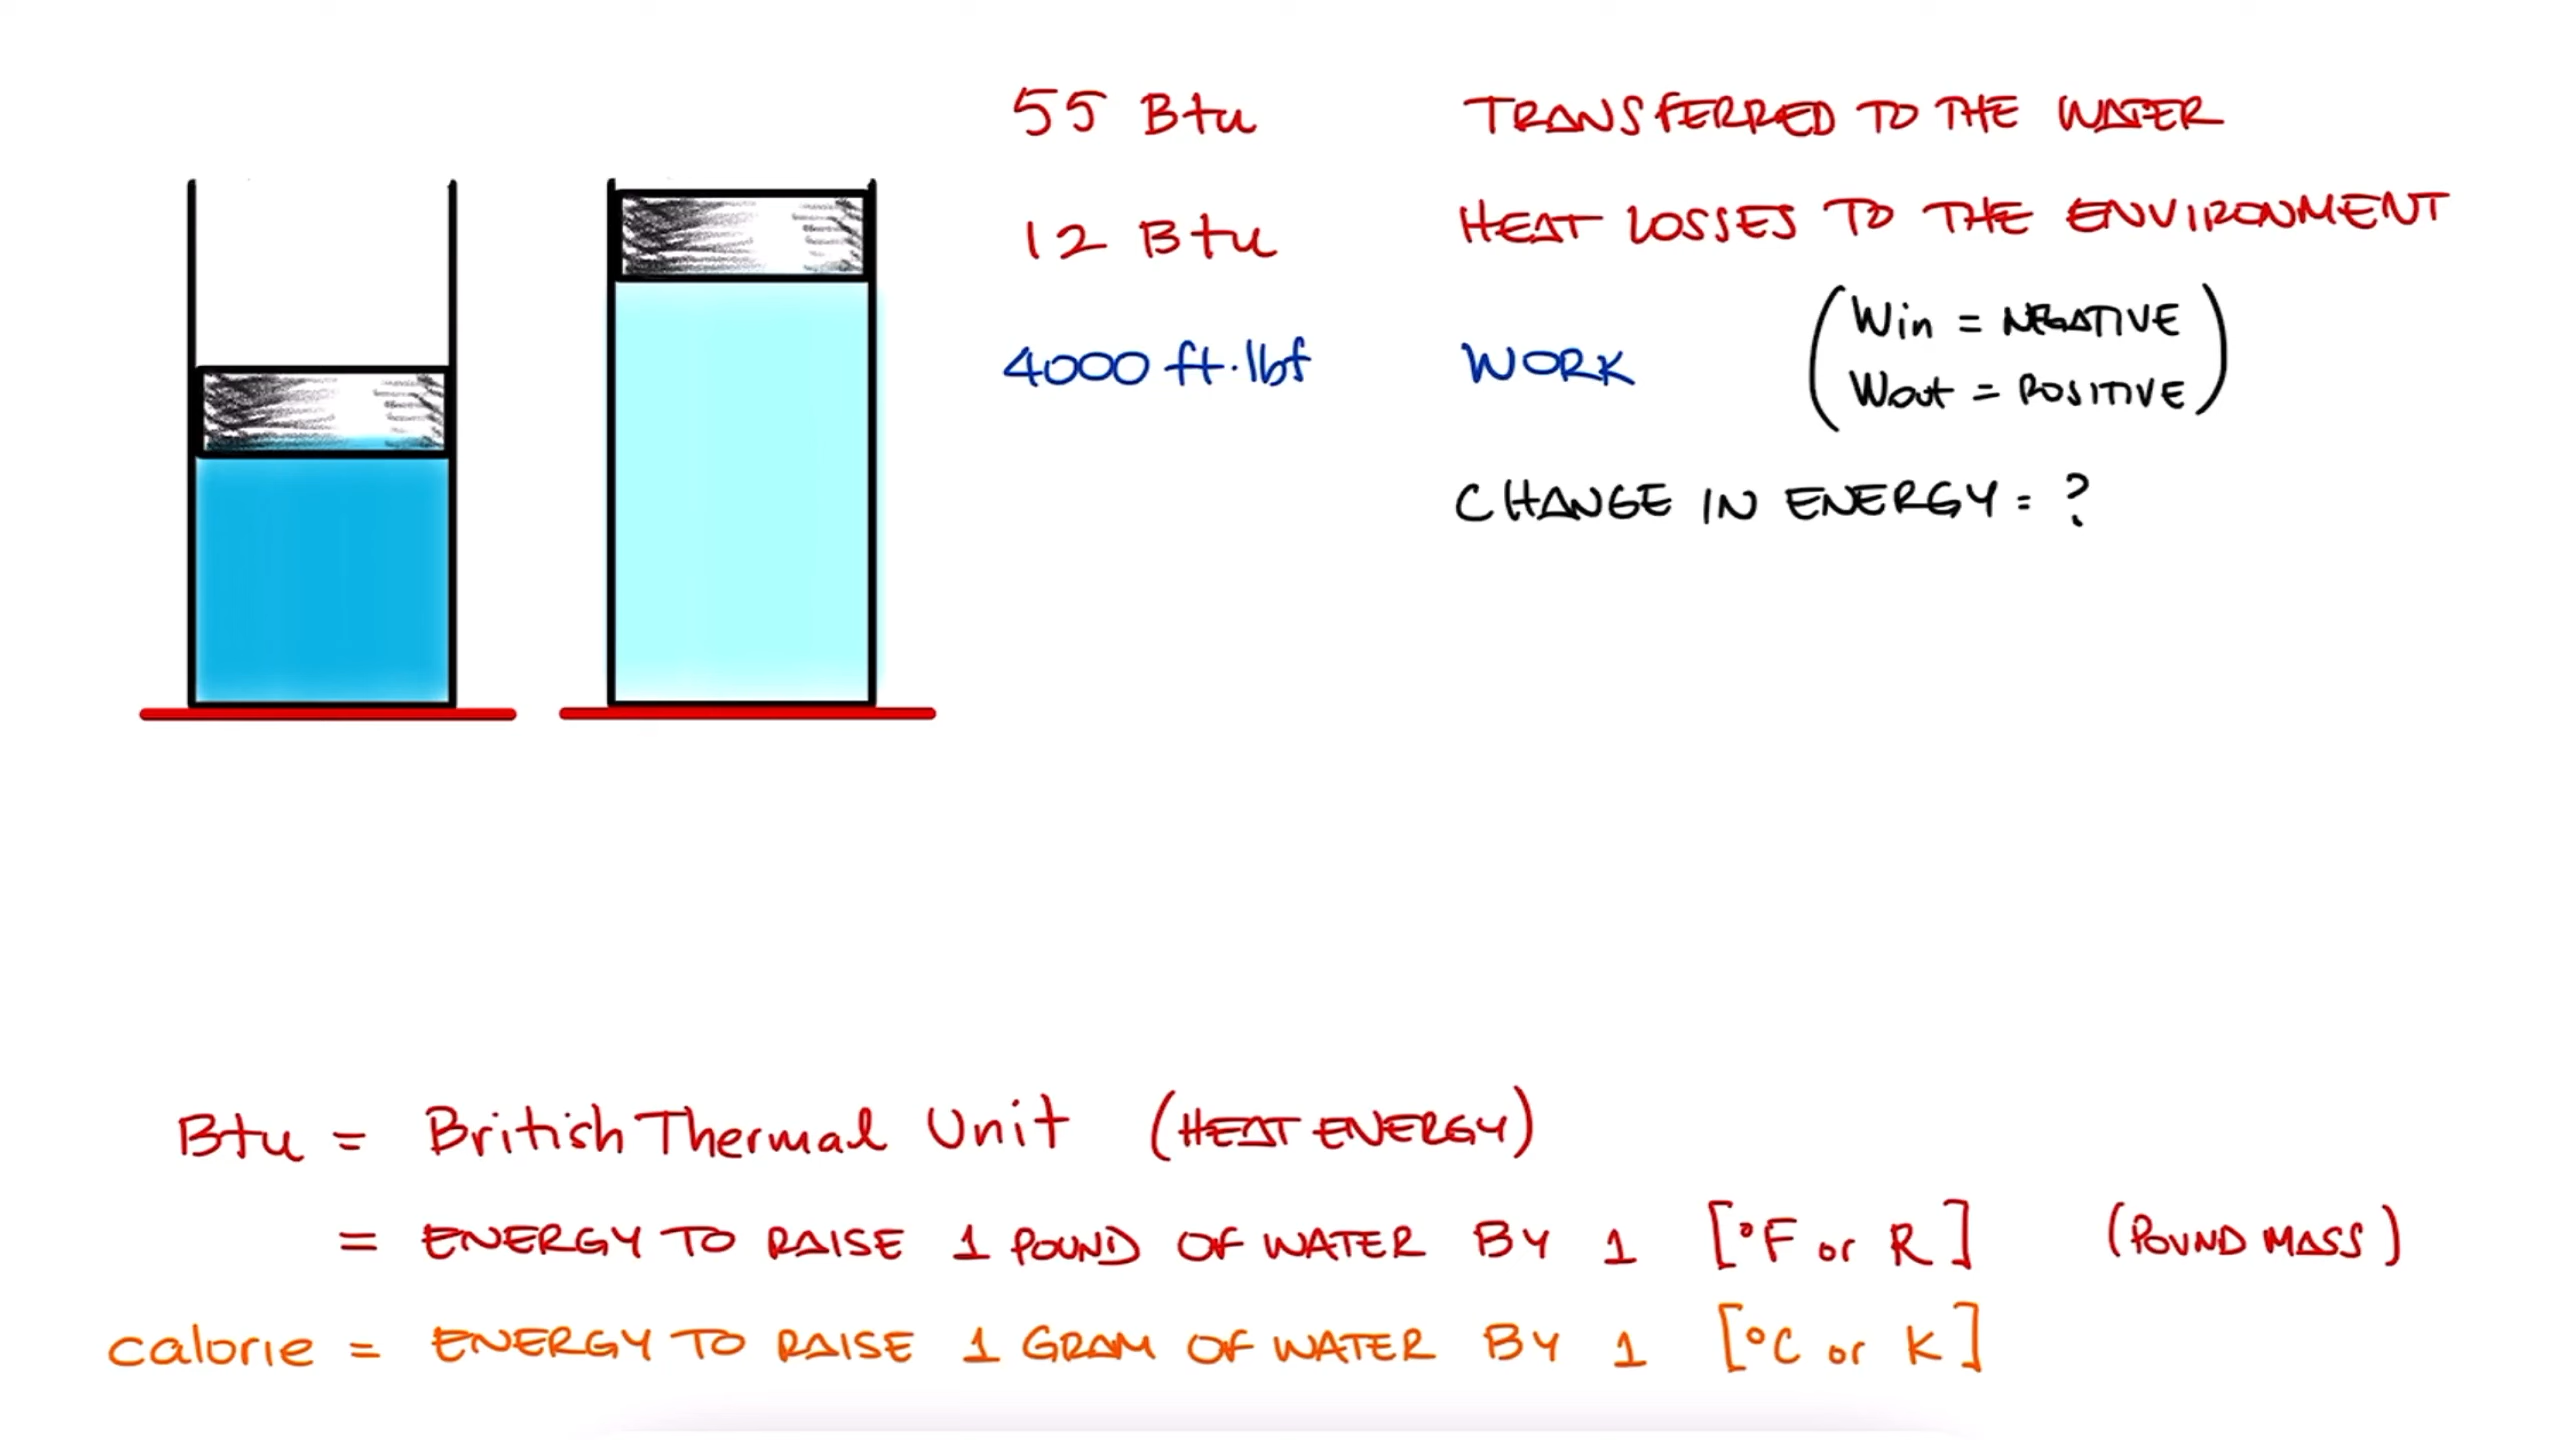 55 Btu TRANSFERRED TO THE WATER
12 Btu HEAT LOSSES TO THE ENVIRONMENT
4000 ft·lbf WORK (Win = NEGATIVE
Wout = POSITIVE)
CHANGE IN ENERGY = ?
Btu = British Thermal Unit (HEAT ENERGY)
= ENERGY TO RAISE 1 POUND OF WATER BY 1 [°F or R] (POUND MASS)
calorie = ENERGY TO RAISE 1 GRAM OF WATER BY 1 [°C or K]